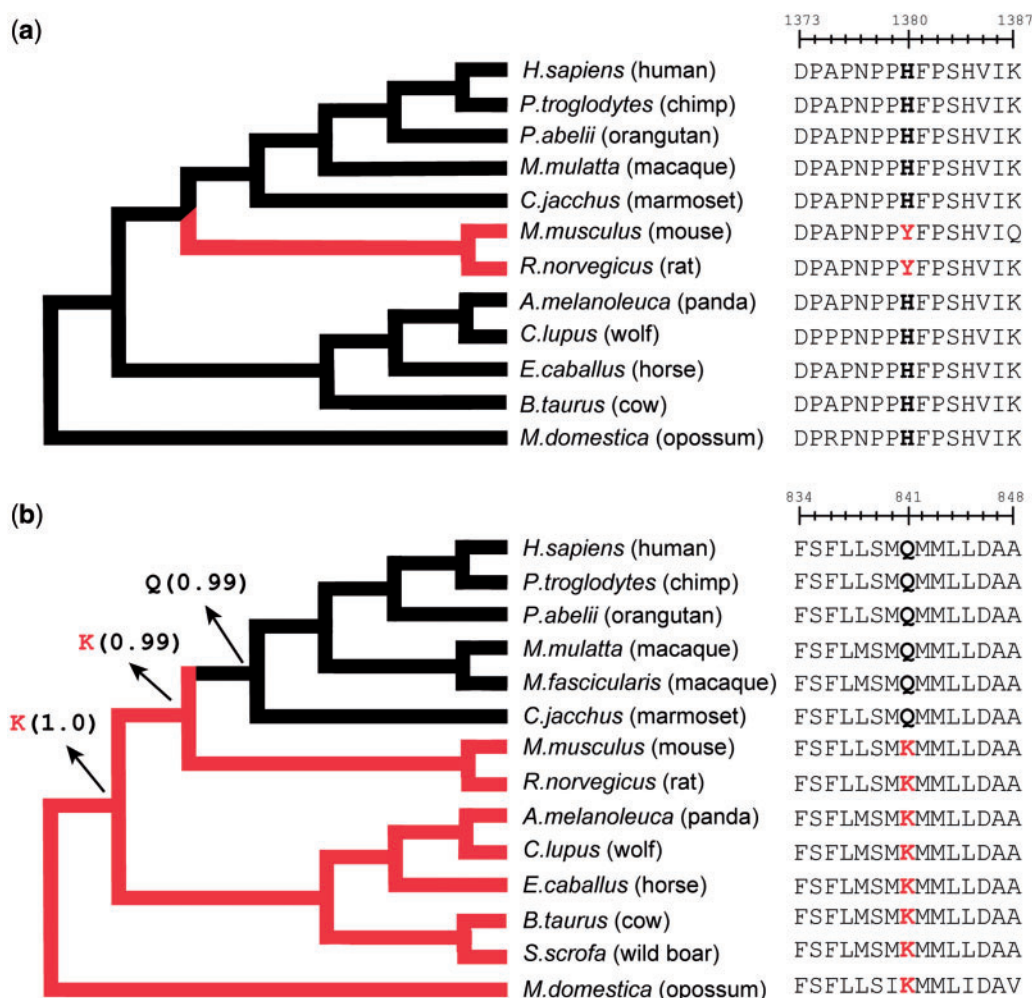 (a)
1373 1380 1387
H.sapiens (human) DPAPNPPHFPSHVIK
P.troglodytes (chimp) DPAPNPPHFPSHVIK
P.abelii (orangutan) DPAPNPPHFPSHVIK
M.mulatta (macaque) DPAPNPPHFPSHVIK
C.jacchus (marmoset) DPAPNPPHFPSHVIK
M.musculus (mouse) DPAPNPPYFPSHVIQ
R.norvegicus (rat) DPAPNPPYFPSHVIK
A.melanoleuca (panda) DPAPNPPHFPSHVIK
C.lupus (wolf) DPPPNPPHFPSHVIK
E.caballus (horse) DPAPNPPHFPSHVIK
B.taurus (cow) DPAPNPPHFPSHVIK
M.domestica (opossum) DPRPNPPHFPSHVIK
(b)
834 841 848
H.sapiens (human) FSFLLSMQMMLLDAA
Q(0.99) P.troglodytes (chimp) FSFLLSMQMMLLDAA
P.abelii (orangutan) FSFLLSMQMMLLDAA
K(0.99) M.mulatta (macaque) FSFLLSMQMMLLDAA
M.fascicularis (macaque) FSFLMSMQMMLLDAA
K(1.0) C.jacchus (marmoset) FSFLLSMQMMLLDAA
M.musculus (mouse) FSFLMSMKMMLLDAA
R.norvegicus (rat) FSFLMSMKMMLLDAA
A.melanoleuca (panda) FSFLMSMKMMLLDAA
C.lupus (wolf) FSFLMSMKMMLLDAA
E.caballus (horse) FSFLMSMKMMLLDAA
B.taurus (cow) FSFLMSMKMMLLDAA
S.scrofa (wild boar) FSFLMSMKMMLLDAA
M.domestica (opossum) FSFLLSIKMMLIDAV